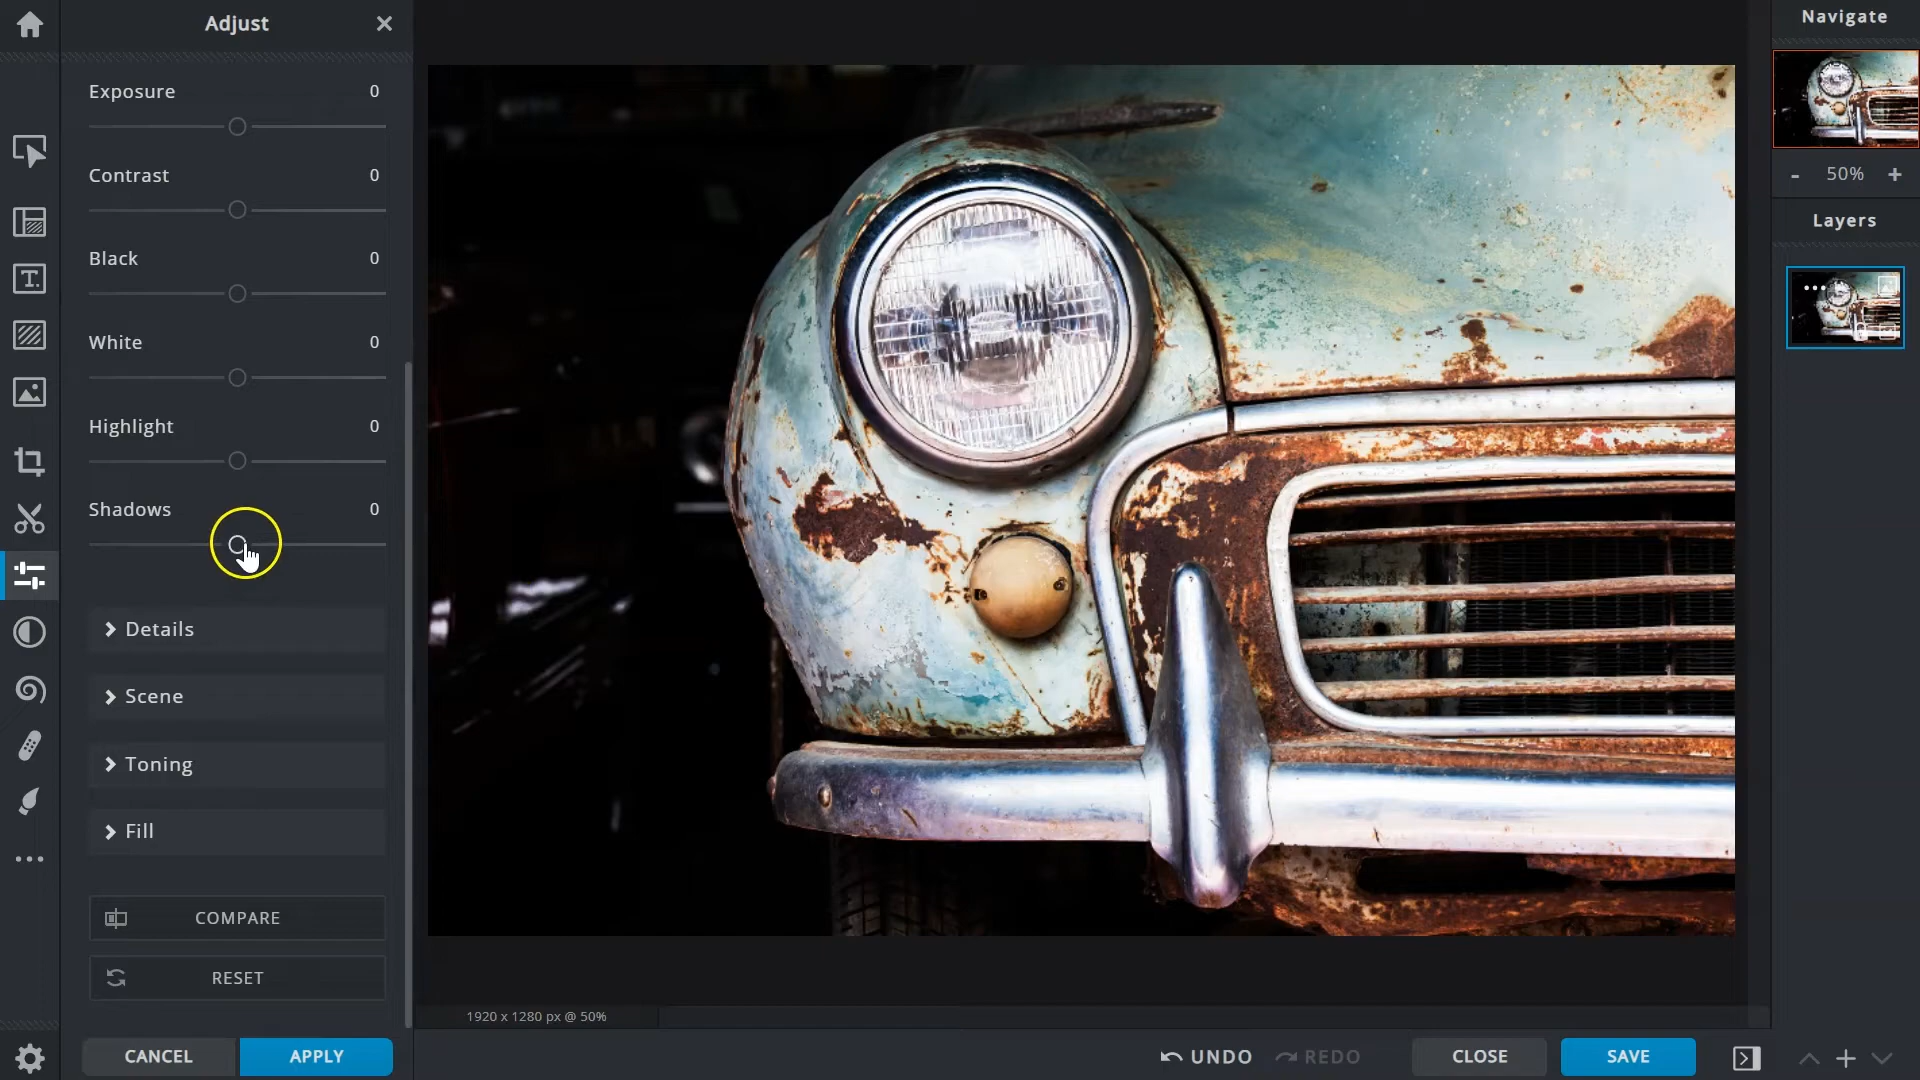 Adjust
Exposure 0
Contrast 0
Black 0
White 0
Highlight 0
Shadows 0
Details
Scene
Toning
Fill
COMPARE
RESET
CANCEL APPLY
1920 x 1280 px @ 50%
UNDO REDO CLOSE SAVE
Navigate
- 50% +
Layers